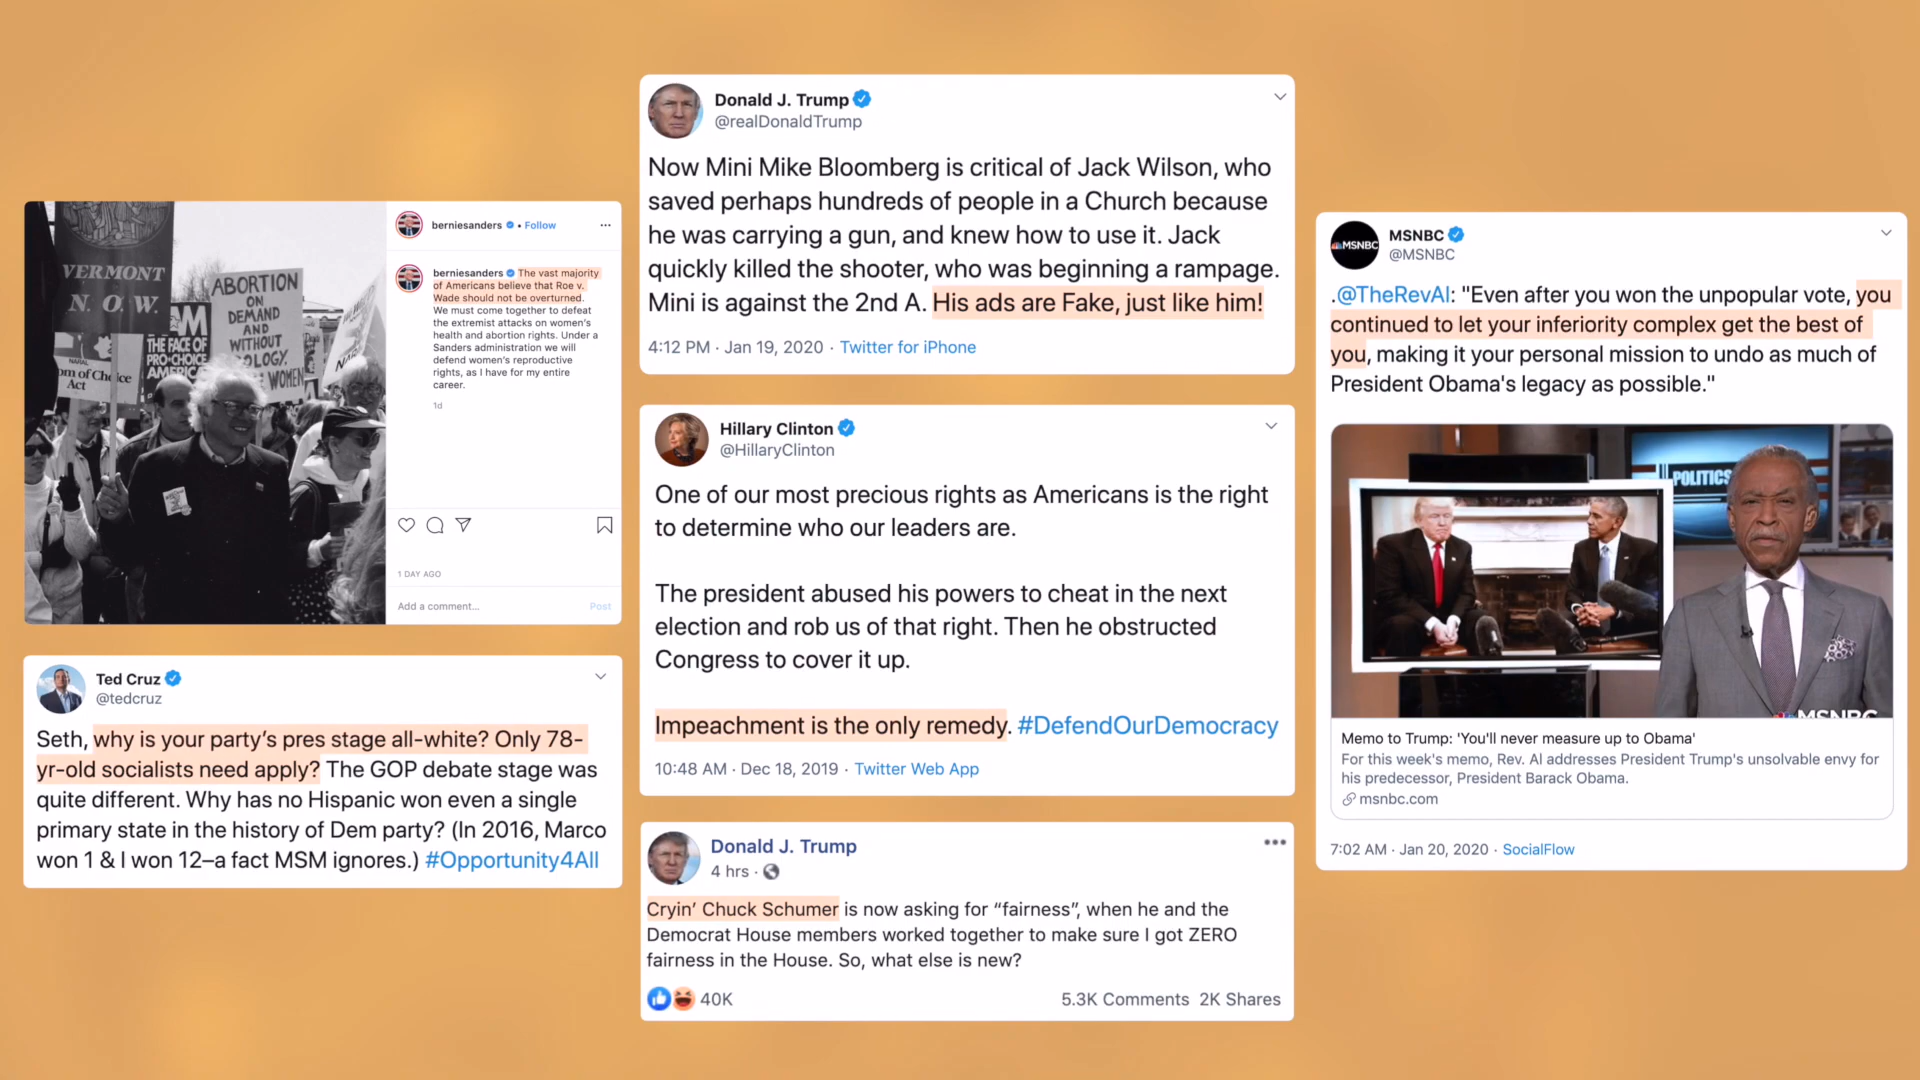 VERMONT
N. O. W.
ABORTION
ON
DEMAND
AND
WITHOUT
WOMEN
THE FACE OF
PRO-CHOICE
AMERICA
NARAL
Act
berniesanders • Follow
berniesanders The vast majority
of Americans believe that Roe v.
Wade should not be overturned.
We must come together to defeat
the extremist attacks on women's
health and abortion rights. Under a
Sanders administration we will
defend women's reproductive
rights, as I have for my entire
career.
1d
1 DAY AGO
Add a comment...
Post
Ted Cruz
@tedcruz
Seth, why is your party’s pres stage all-white? Only 78-
yr-old socialists need apply? The GOP debate stage was
quite different. Why has no Hispanic won even a single
primary state in the history of Dem party? (In 2016, Marco
won 1 & I won 12–a fact MSM ignores.) #Opportunity4All
Donald J. Trump
@realDonaldTrump
Now Mini Mike Bloomberg is critical of Jack Wilson, who
saved perhaps hundreds of people in a Church because
he was carrying a gun, and knew how to use it. Jack
quickly killed the shooter, who was beginning a rampage.
Mini is against the 2nd A. His ads are Fake, just like him!
4:12 PM · Jan 19, 2020 · Twitter for iPhone
Hillary Clinton
@HillaryClinton
One of our most precious rights as Americans is the right
to determine who our leaders are.
The president abused his powers to cheat in the next
election and rob us of that right. Then he obstructed
Congress to cover it up.
Impeachment is the only remedy. #DefendOurDemocracy
10:48 AM · Dec 18, 2019 · Twitter Web App
Donald J. Trump
4 hrs ·
Cryin’ Chuck Schumer is now asking for “fairness”, when he and the
Democrat House members worked together to make sure I got ZERO
fairness in the House. So, what else is new?
40K
5.3K Comments 2K Shares
MSNBC
MSNBC
@MSNBC
.@TheRevAl: "Even after you won the unpopular vote, you
continued to let your inferiority complex get the best of
you, making it your personal mission to undo as much of
President Obama's legacy as possible."
POLITICS
MSNBC
Memo to Trump: 'You'll never measure up to Obama'
For this week's memo, Rev. Al addresses President Trump's unsolvable envy for
his predecessor, President Barack Obama.
msnbc.com
7:02 AM · Jan 20, 2020 · SocialFlow